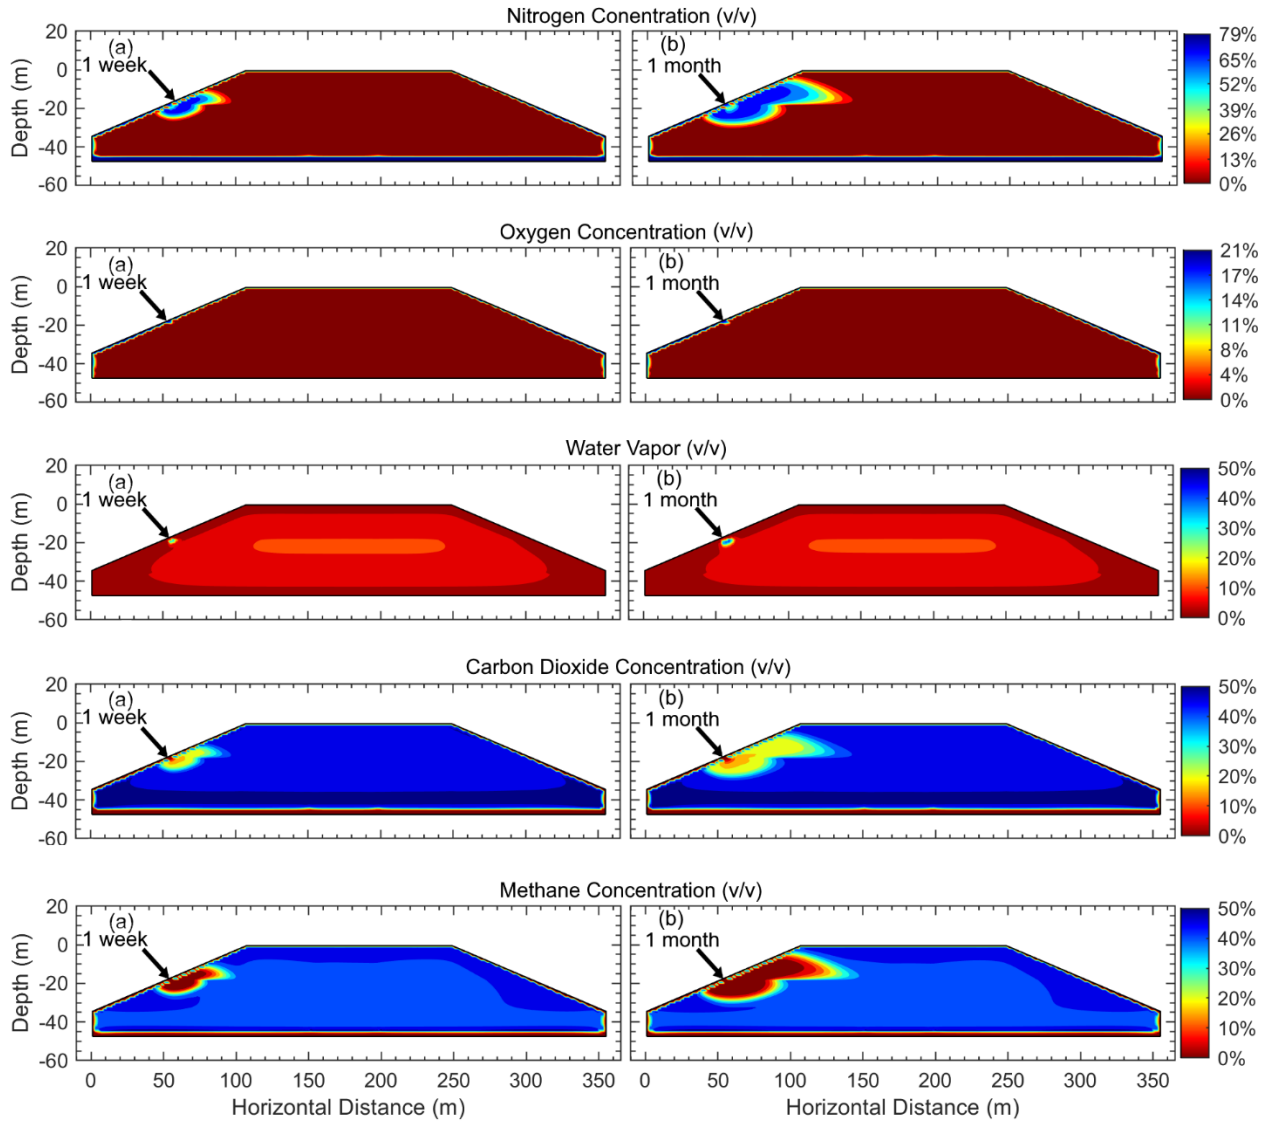 Nitrogen Conentration (v/v)
20
0
-20
-40
-60
Depth (m)
(a)
1 week
(b)
1 month
79%
65%
52%
39%
26%
13%
0%
Oxygen Concentration (v/v)
20
0
-20
-40
-60
Depth (m)
(a)
1 week
(b)
1 month
21%
17%
14%
11%
8%
4%
0%
Water Vapor (v/v)
20
0
-20
-40
-60
Depth (m)
(a)
1 week
(b)
1 month
50%
40%
30%
20%
10%
0%
Carbon Dioxide Concentration (v/v)
20
0
-20
-40
-60
Depth (m)
(a)
1 week
(b)
1 month
50%
40%
30%
20%
10%
0%
Methane Concentration (v/v)
20
0
-20
-40
-60
Depth (m)
(a)
1 week
(b)
1 month
50%
40%
30%
20%
10%
0%
0 50 100 150 200 250 300 350
0 50 100 150 200 250 300 350
Horizontal Distance (m)
Horizontal Distance (m)